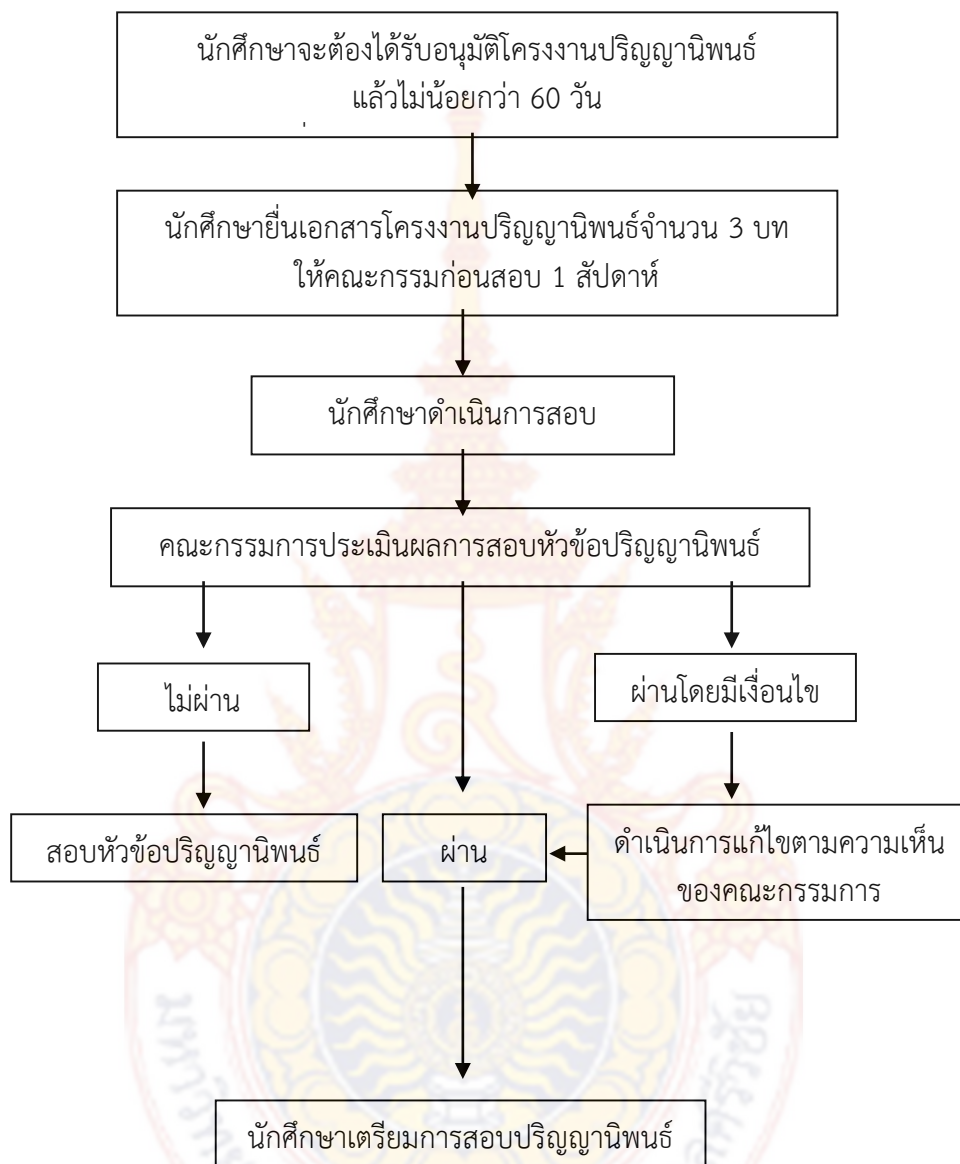 นักศึกษาจะต้องได้รับอนุมัติโครงงานปริญญานิพนธ์
แล้วไม่น้อยกว่า 60 วัน
นักศึกษายื่นเอกสารโครงงานปริญญานิพนธ์จำนวน 3 บท
ให้คณะกรรมก่อนสอบ 1 สัปดาห์
นักศึกษาดำเนินการสอบ
คณะกรรมการประเมินผลการสอบหัวข้อปริญญานิพนธ์
ไม่ผ่าน
ผ่านโดยมีเงื่อนไข
สอบหัวข้อปริญญานิพนธ์
ผ่าน
ดำเนินการแก้ไขตามความเห็น
ของคณะกรรมการ
นักศึกษาเตรียมการสอบปริญญานิพนธ์